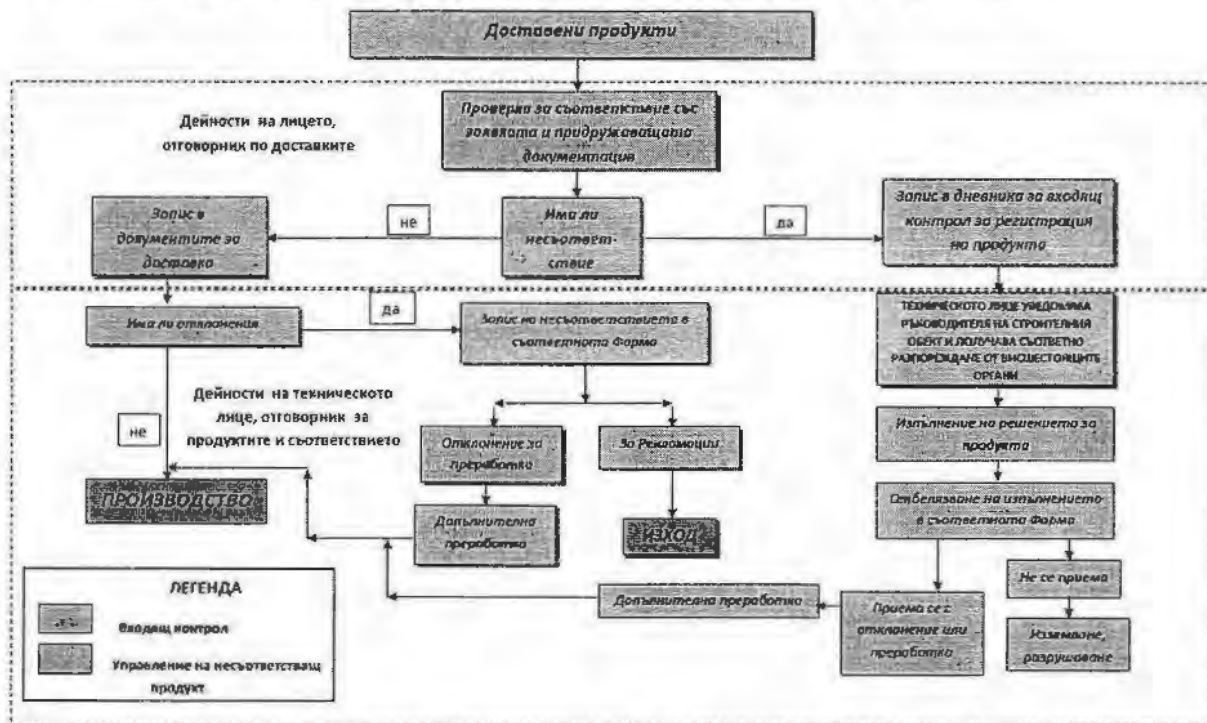 Доставени продукти
Проверка за съответствие със
заявката и придружаващата
документация
Дейности на лицето,
отговорник по доставките
Запис в
документите за
доставка
не
Има ли
несъответ-
ствие
да
Запис в дневника за входящ
контрол за регистрация
на продукта
Има ли отклонения
да
Запис на несъответствието в
съответната Форма
ТЕХНИЧЕСКОТО ЛИЦЕ УВЕДОМЯВА
РЪКОВОДИТЕЛЯ НА СТРОИТЕЛНИЯ
ОБЕКТ И ПОЛУЧАВА СЪОТВЕТНО
РАЗПОРЕЖДАНЕ ОТ ВИСШЕСТОЯЩИТЕ
ОРГАНИ
Дейности на техническото
лице, отговорник за
продуктите и съответствието
не
Отклонение за
преработка
За Рекламации
Изпълнение на решението за
продукта
ПРОИЗВОДСТВО
Допълнителна
преработка
ИЗХОД
Отбелязване на изпълнението
в съответната Форма
Не се приема
Допълнителна преработка
Приема се с
отклонение или
преработка
Изземване,
разрушаване
ЛЕГЕНДА
Входящ контрол
Управление на несъответстващ
продукт